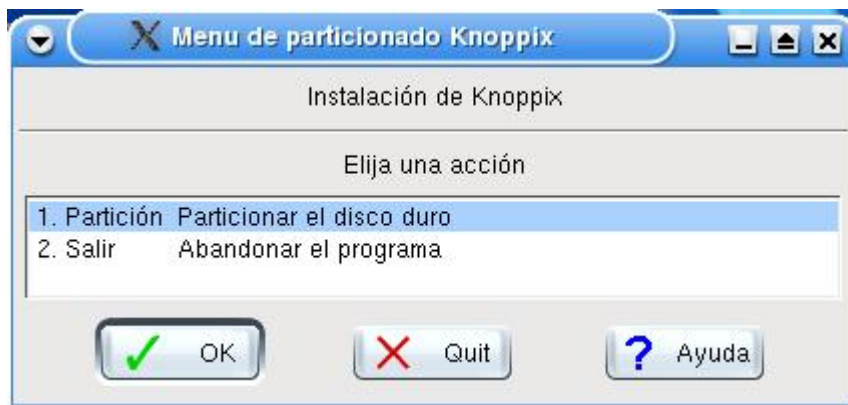 Menu de particionado Knoppix
Instalación de Knoppix
Elija una acción
1. Partición Particionar el disco duro
2. Salir Abandonar el programa
OK Quit Ayuda